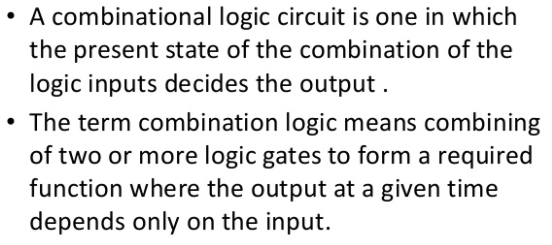 • A combinational logic circuit is one in which
the present state of the combination of the
logic inputs decides the output .
• The term combination logic means combining
of two or more logic gates to form a required
function where the output at a given time
depends only on the input.